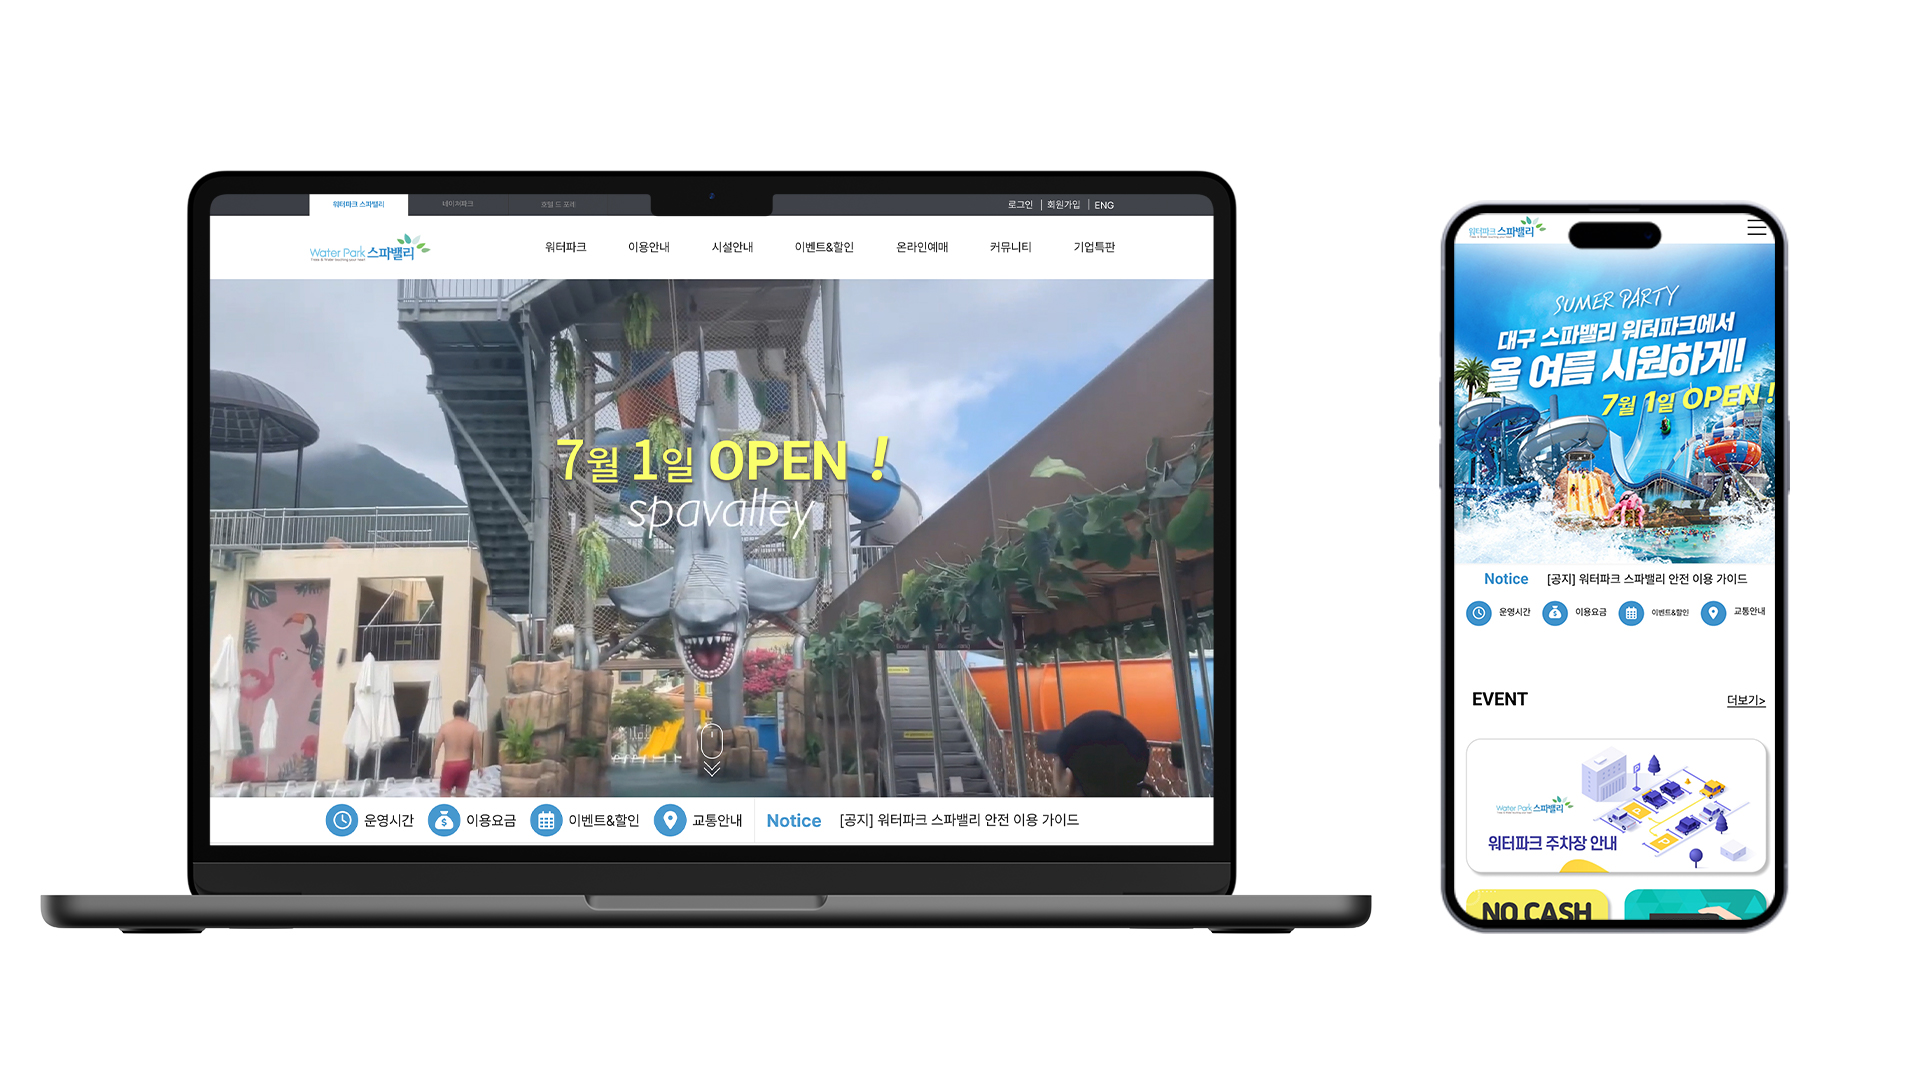 워터파크 스파밸리
네이처파크
호텔 드 포레
로그인 | 회원가입 | ENG
Water Park 스파밸리
워터파크
이용안내
시설안내
이벤트&할인
온라인예매
커뮤니티
기업특판
7월 1일 OPEN !
spavalley
운영시간
이용요금
이벤트&할인
교통안내
Notice
[공지] 워터파크 스파밸리 안전 이용 가이드
워터파크 스파밸리
SUMER PARTY
대구 스파밸리 워터파크에서
올 여름 시원하게!
7월 1일 OPEN !
Notice
[공지] 워터파크 스파밸리 안전 이용 가이드
운영시간
이용요금
이벤트&할인
교통안내
EVENT
더보기>
Water Park 스파밸리
워터파크 주차장 안내
NO CASH